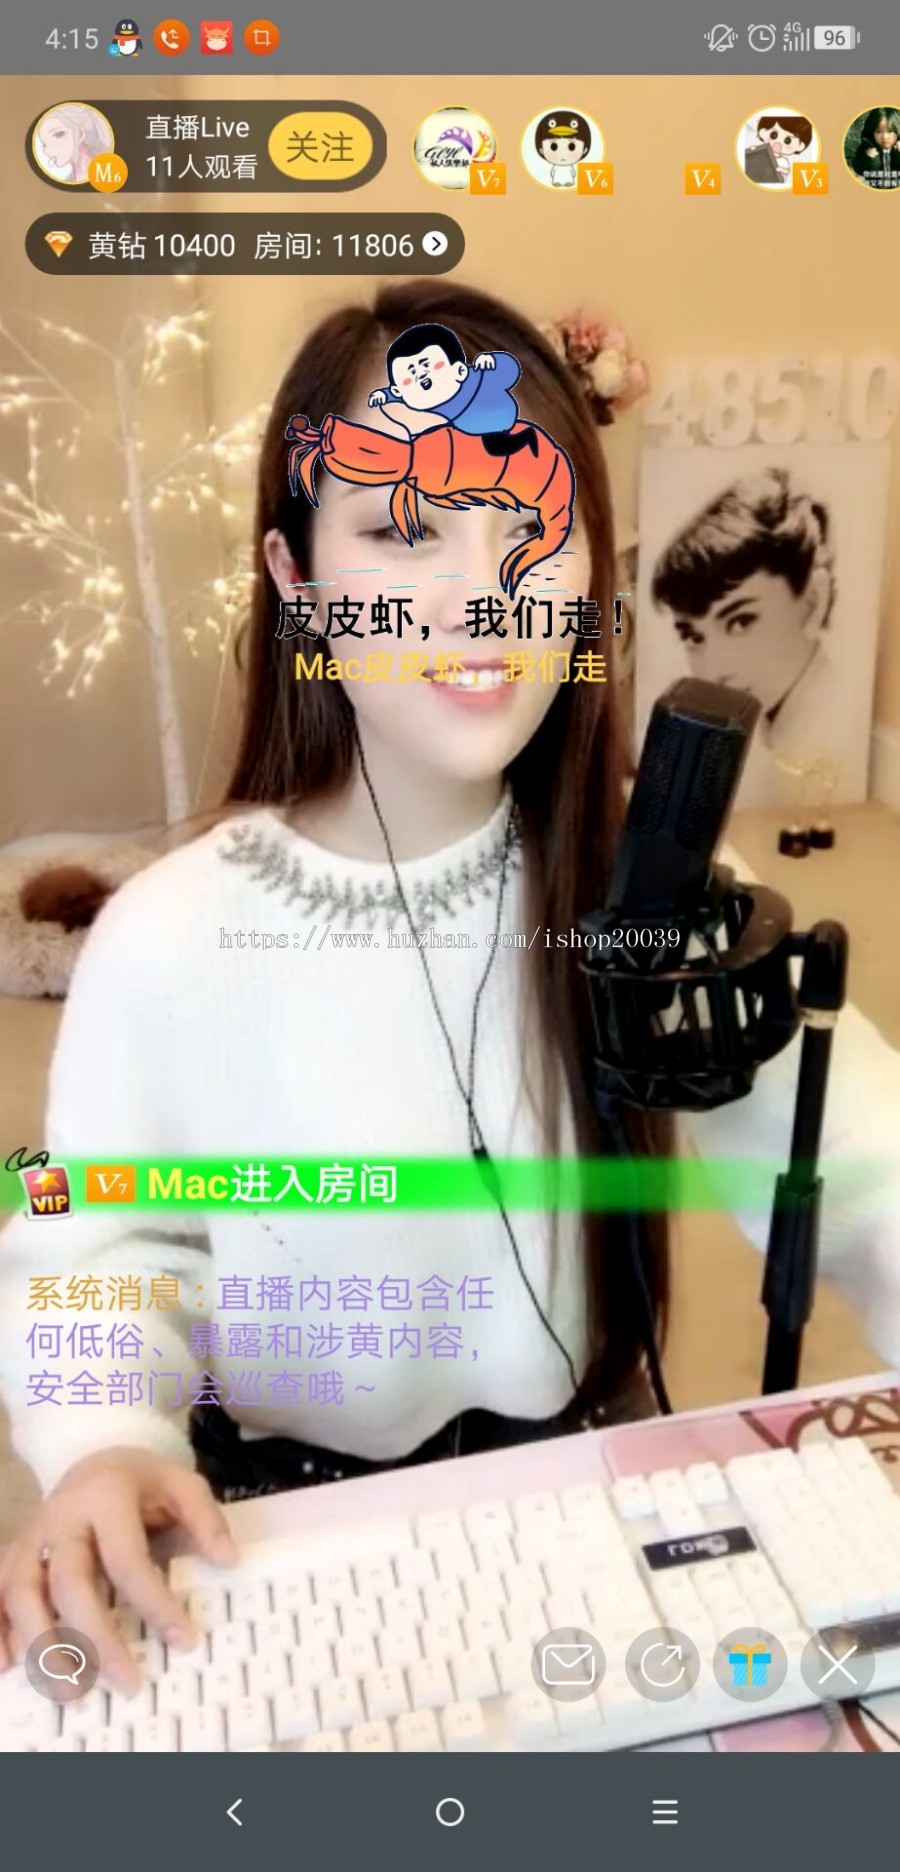 4:15
4G
96
直播Live
11人观看
关注
M6
V7
V6
V4
V3
黄钻 10400 房间: 11806
48510
皮皮虾，我们走！
Mac皮皮虾，我们走
https://www.huzhan.com/ishop20039
VIP V7 Mac进入房间
系统消息 : 直播内容包含任
何低俗、暴露和涉黄内容，
安全部门会巡查哦～